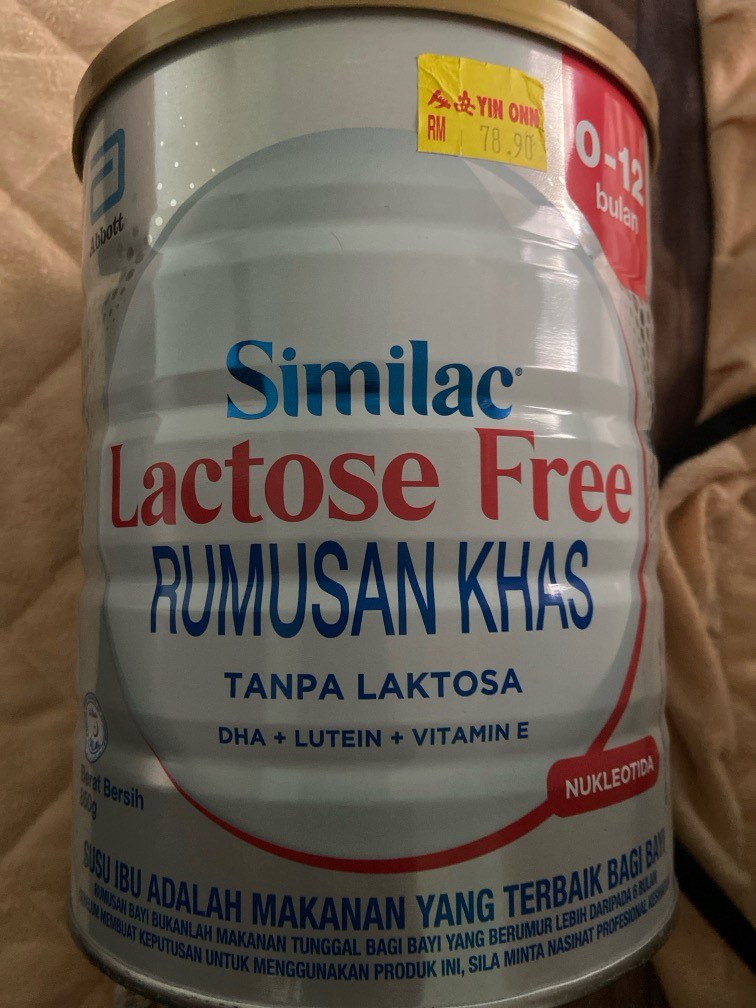 YIN ONN
RM 78.90
0-12
bulan
Abbott
Similac
Lactose Free
RUMUSAN KHAS
TANPA LAKTOSA
DHA + LUTEIN + VITAMIN E
NUKLEOTIDA
Berat Bersih
SUSU IBU ADALAH MAKANAN YANG TERBAIK BAGI BAYI
RUMUSAN BAYI BUKANLAH MAKANAN TUNGGAL BAGI BAYI YANG BERUMUR LEBIH DARIPADA 6 BULAN
MEMBUAT KEPUTUSAN UNTUK MENGGUNAKAN PRODUK INI, SILA MINTA NASIHAT PROFESIONAL